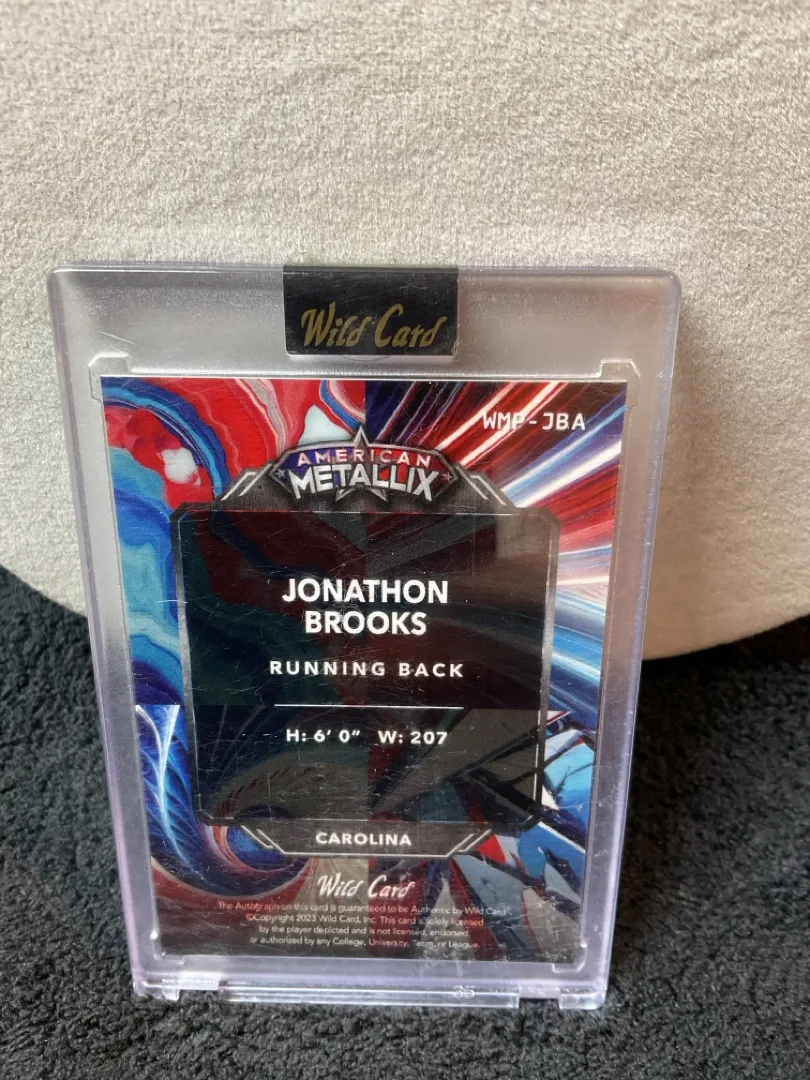 Wild Card
WMP-JBA
AMERICAN
METALLIX
JONATHON
BROOKS
RUNNING BACK
H: 6' 0" W: 207
CAROLINA
Wild Card
The Autograph on this card is guaranteed to be Authentic by Wild Card®.
©Copyright 2023 Wild Card, Inc. This card is solely licensed
by the player depicted and is not licensed, endorsed,
or authorized by any College, University, Team, or League.
35